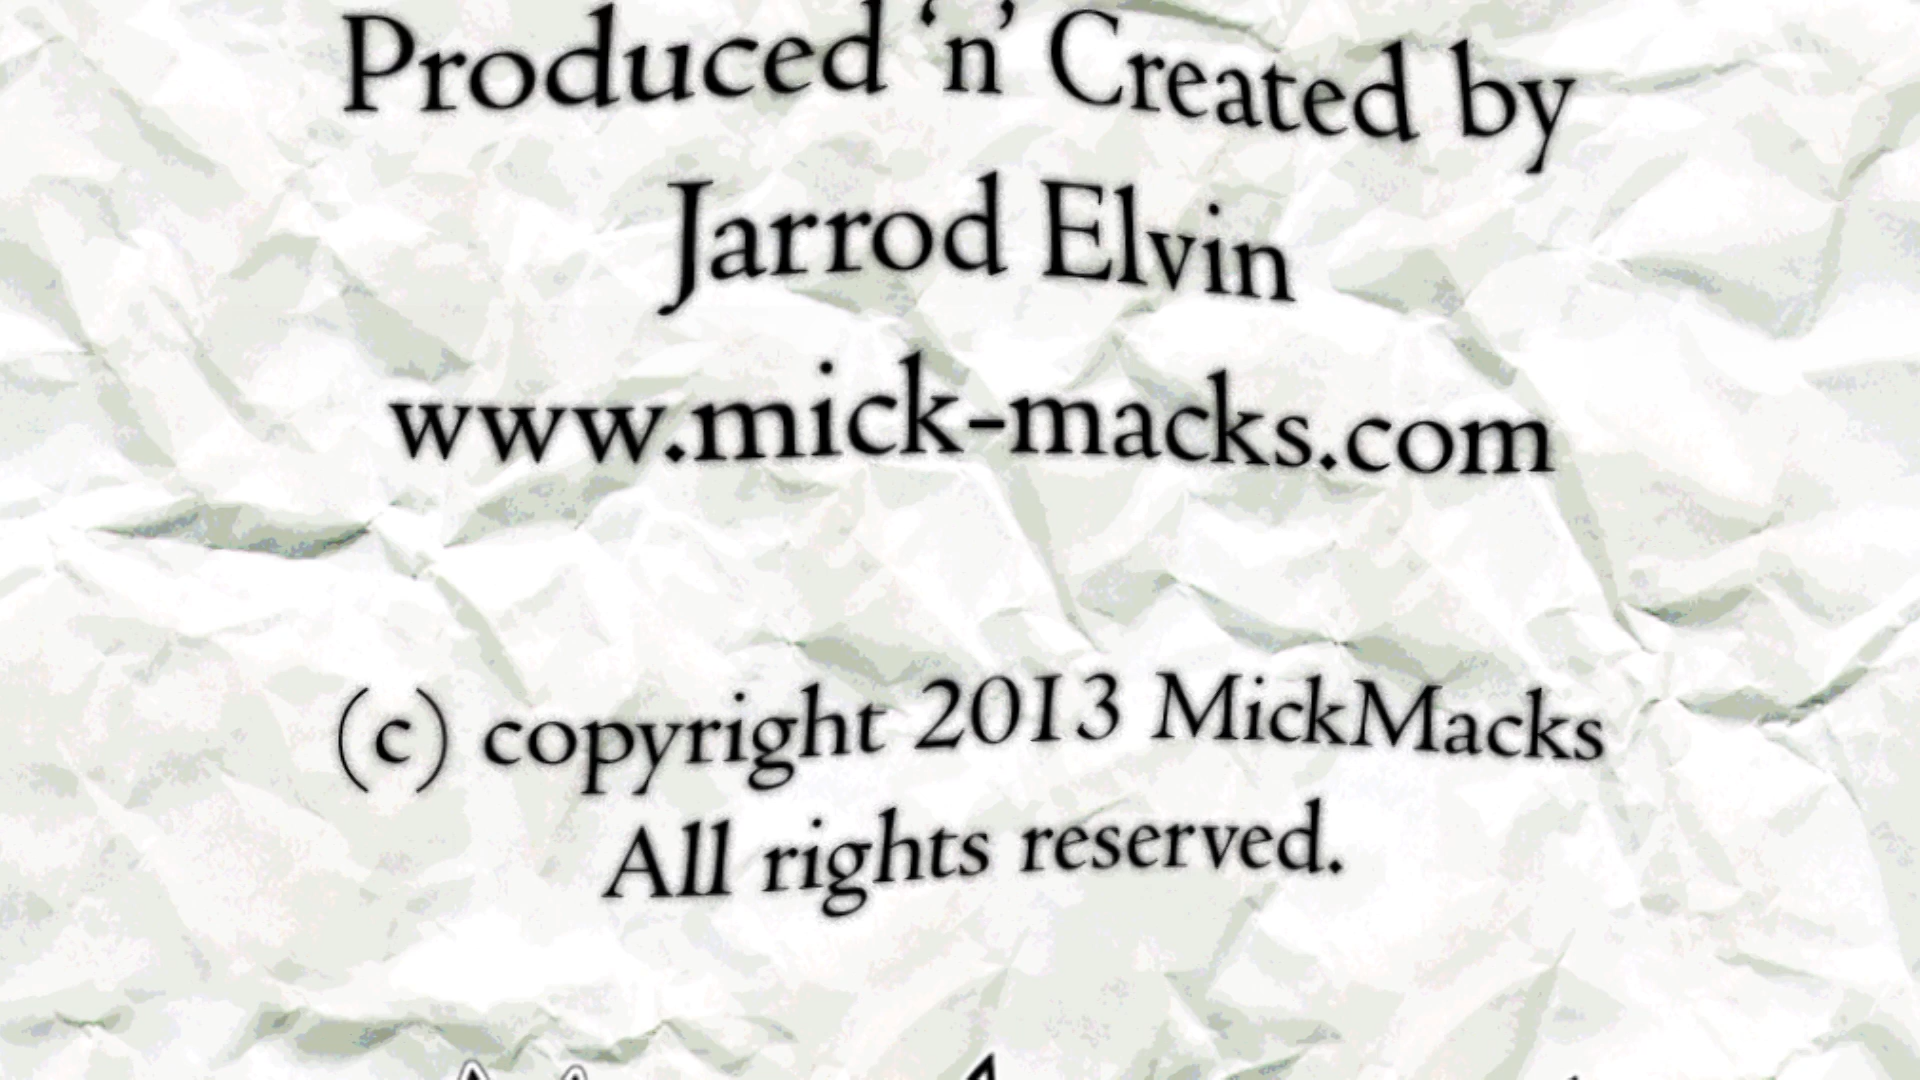 Produced ‘n’ Created by
Jarrod Elvin
www.mick-macks.com
(c) copyright 2013 MickMacks
All rights reserved.